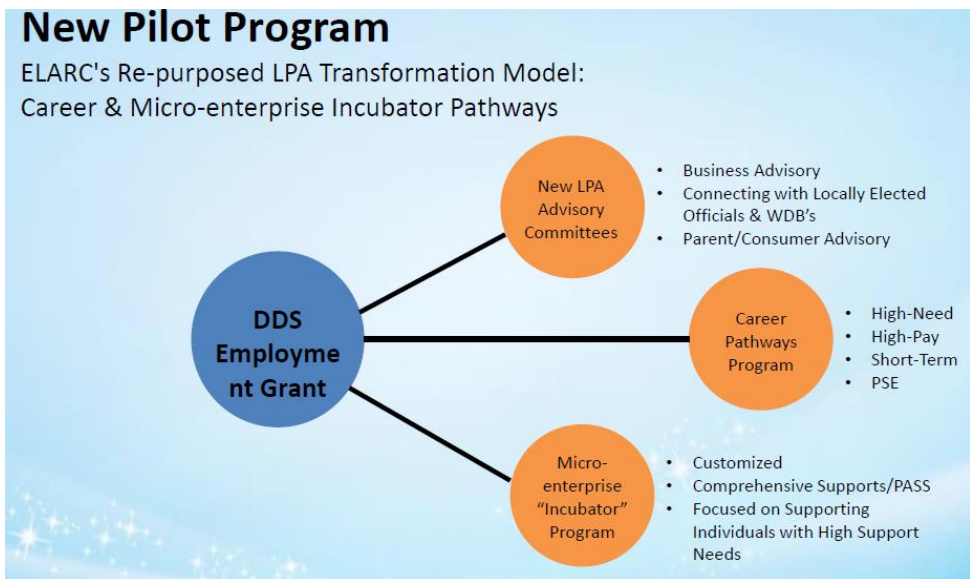 New Pilot Program
ELARC's Re-purposed LPA Transformation Model:
Career & Micro-enterprise Incubator Pathways
DDS
Employme
nt Grant
New LPA
Advisory
Committees
• Business Advisory
• Connecting with Locally Elected
Officials & WDB's
• Parent/Consumer Advisory
Career
Pathways
Program
• High-Need
• High-Pay
• Short-Term
• PSE
Micro-
enterprise
“Incubator”
Program
• Customized
• Comprehensive Supports/PASS
• Focused on Supporting
Individuals with High Support
Needs